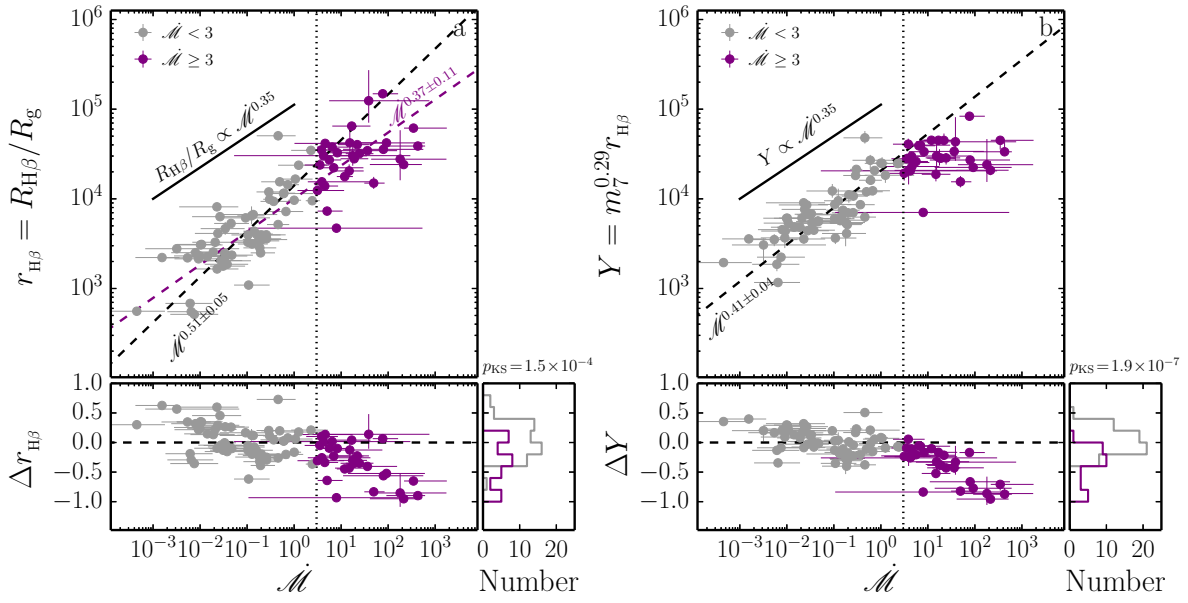 a
ℳ̇ < 3
ℳ̇ ≥ 3
R_Hβ/R_g ∝ ℳ̇^0.35
ℳ̇^0.37±0.11
ℳ̇^0.51±0.05
10^6
10^5
10^4
10^3
r_Hβ = R_Hβ/R_g
p_KS = 1.5×10^−4
1.0
0.5
0.0
−0.5
−1.0
Δr_Hβ
10^−3 10^−2 10^−1 10^0 10^1 10^2 10^3
ℳ̇
0 10 20
Number
b
ℳ̇ < 3
ℳ̇ ≥ 3
Y ∝ ℳ̇^0.35
ℳ̇^0.41±0.04
10^6
10^5
10^4
10^3
Y = m_7^0.29 r_Hβ
p_KS = 1.9×10^−7
1.0
0.5
0.0
−0.5
−1.0
ΔY
10^−3 10^−2 10^−1 10^0 10^1 10^2 10^3
ℳ̇
0 10 20
Number